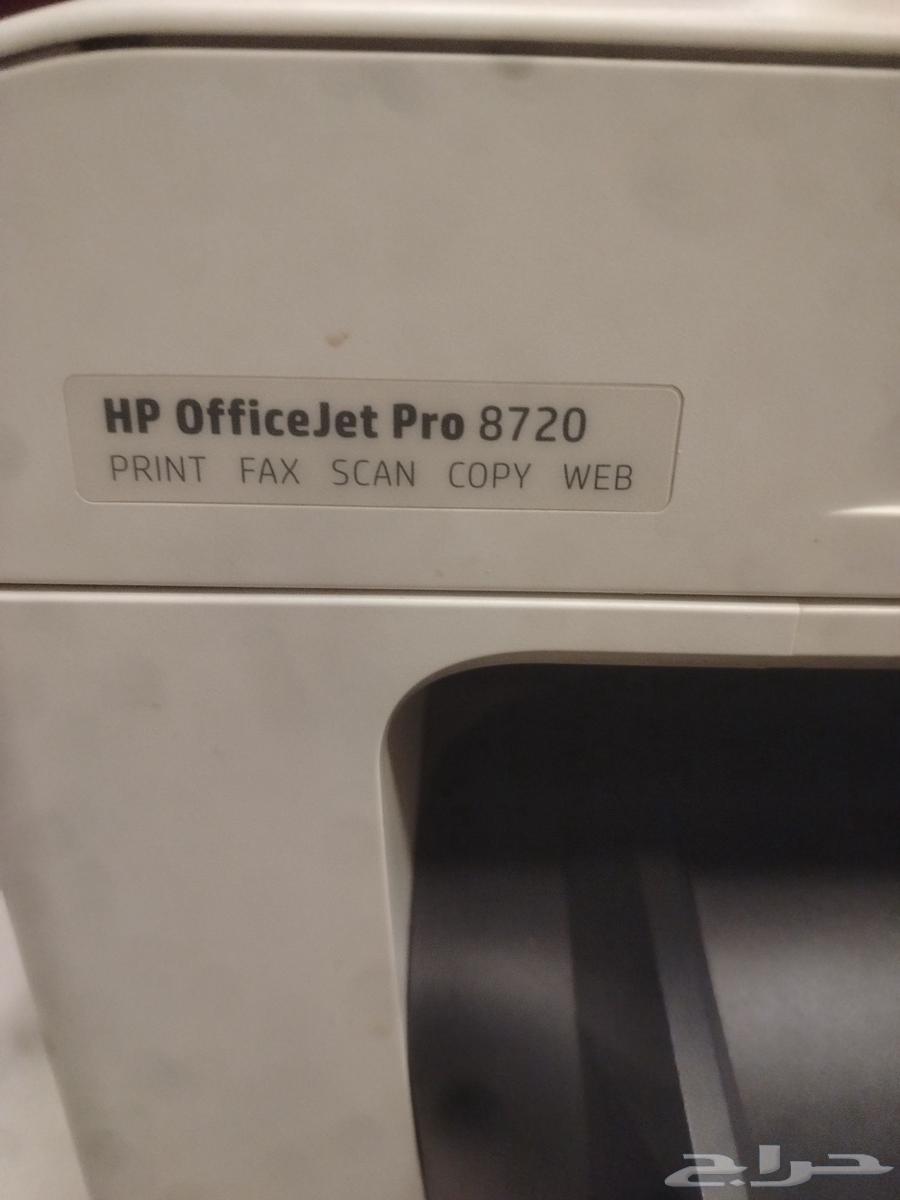 HP OfficeJet Pro 8720
PRINT FAX SCAN COPY WEB
حراج